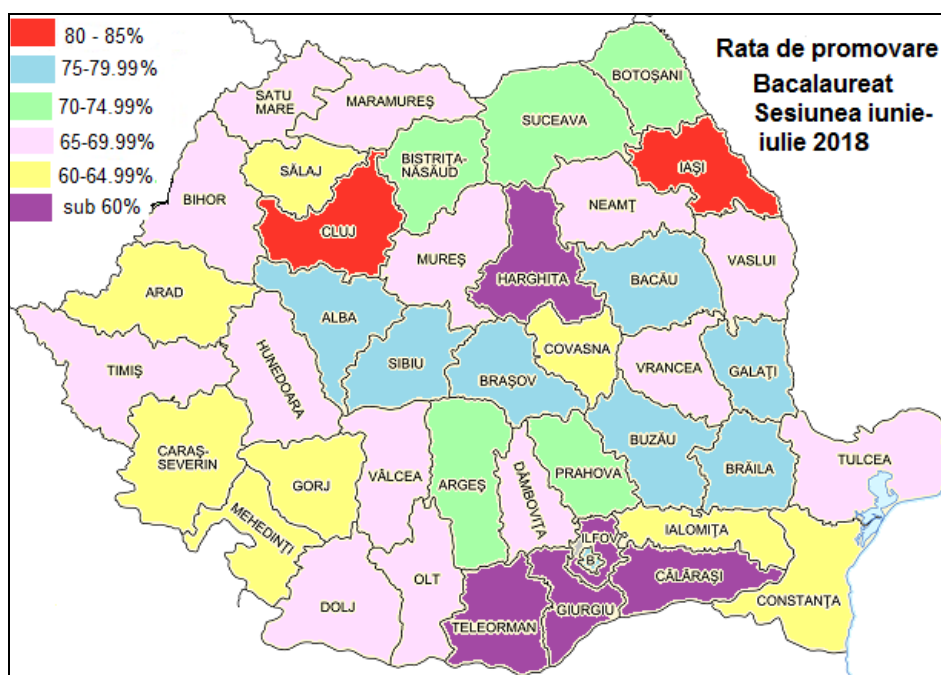 80 - 85%
75-79.99%
70-74.99%
65-69.99%
60-64.99%
sub 60%
Rata de promovare
Bacalaureat
Sesiunea iunie-
iulie 2018
BOTOŞANI
SATU
MARE
MARAMUREŞ
SUCEAVA
IAŞI
SĂLAJ
BISTRIŢA-
NĂSĂUD
BIHOR
NEAMŢ
CLUJ
MUREŞ
HARGHITA
BACĂU
VASLUI
ARAD
ALBA
COVASNA
TIMIŞ
HUNEDOARA
SIBIU
BRAŞOV
VRANCEA
GALAŢI
CARAŞ-
SEVERIN
GORJ
VÂLCEA
ARGEŞ
DÂMBOVIŢA
PRAHOVA
BUZĂU
BRĂILA
TULCEA
MEHEDINŢI
ILFOV
B
IALOMIŢA
CĂLĂRAŞI
OLT
DOLJ
TELEORMAN
GIURGIU
CONSTANŢA